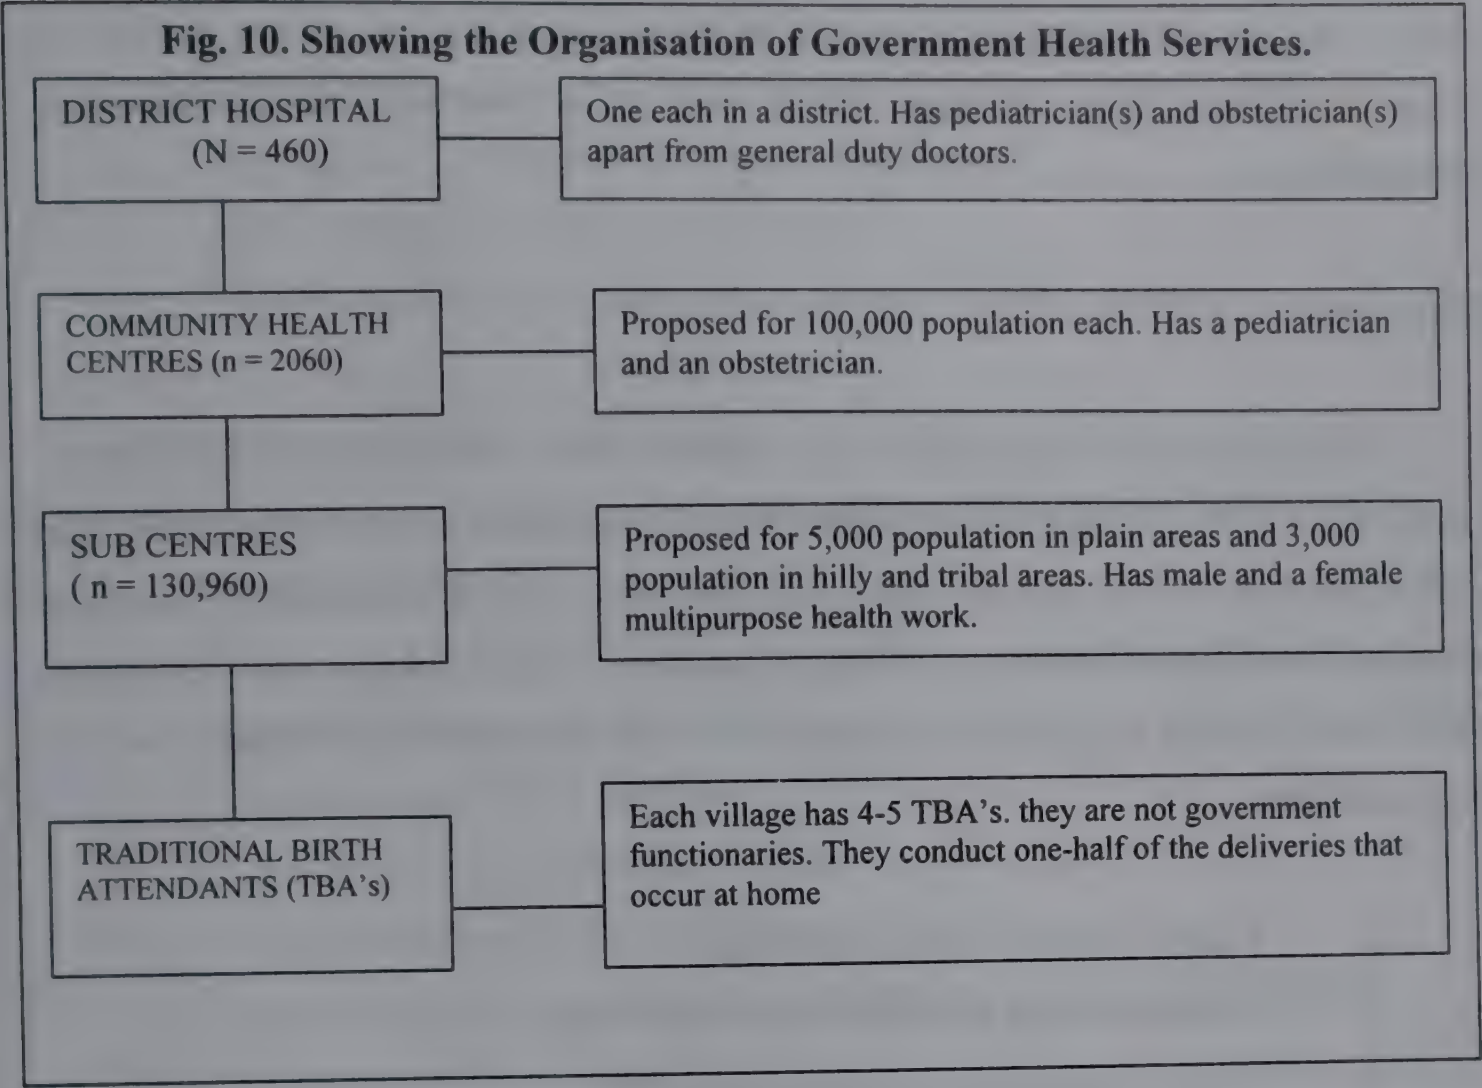 Fig. 10. Showing the Organisation of Government Health Services.
DISTRICT HOSPITAL
(N = 460)
One each in a district. Has pediatrician(s) and obstetrician(s)
apart from general duty doctors.
COMMUNITY HEALTH
CENTRES (n = 2060)
Proposed for 100,000 population each. Has a pediatrician
and an obstetrician.
SUB CENTRES
( n = 130,960)
Proposed for 5,000 population in plain areas and 3,000
population in hilly and tribal areas. Has male and a female
multipurpose health work.
TRADITIONAL BIRTH
ATTENDANTS (TBA's)
Each village has 4-5 TBA's. they are not government
functionaries. They conduct one-half of the deliveries that
occur at home